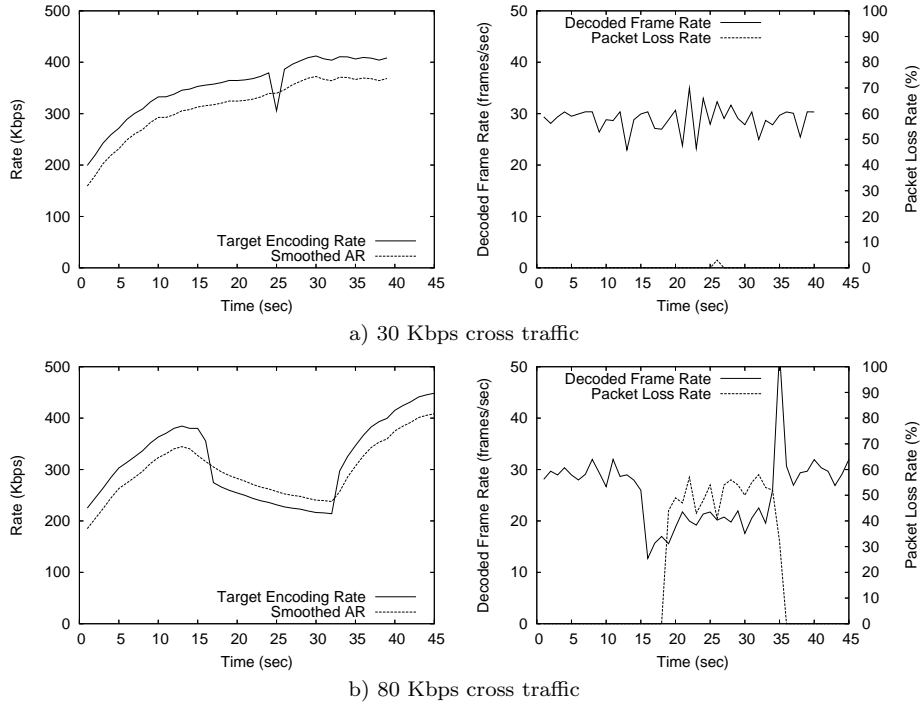 500
400
300
200
100
0
Rate (Kbps)
Target Encoding Rate
Smoothed AR
0 5 10 15 20 25 30 35 40 45
Time (sec)
50
40
30
20
10
0
Decoded Frame Rate (frames/sec)
Decoded Frame Rate
Packet Loss Rate
100
90
80
70
60
50
40
30
20
10
0
Packet Loss Rate (%)
0 5 10 15 20 25 30 35 40 45
Time (sec)
a) 30 Kbps cross traffic
500
400
300
200
100
0
Rate (Kbps)
Target Encoding Rate
Smoothed AR
0 5 10 15 20 25 30 35 40 45
Time (sec)
50
40
30
20
10
0
Decoded Frame Rate (frames/sec)
Decoded Frame Rate
Packet Loss Rate
100
90
80
70
60
50
40
30
20
10
0
Packet Loss Rate (%)
0 5 10 15 20 25 30 35 40 45
Time (sec)
b) 80 Kbps cross traffic